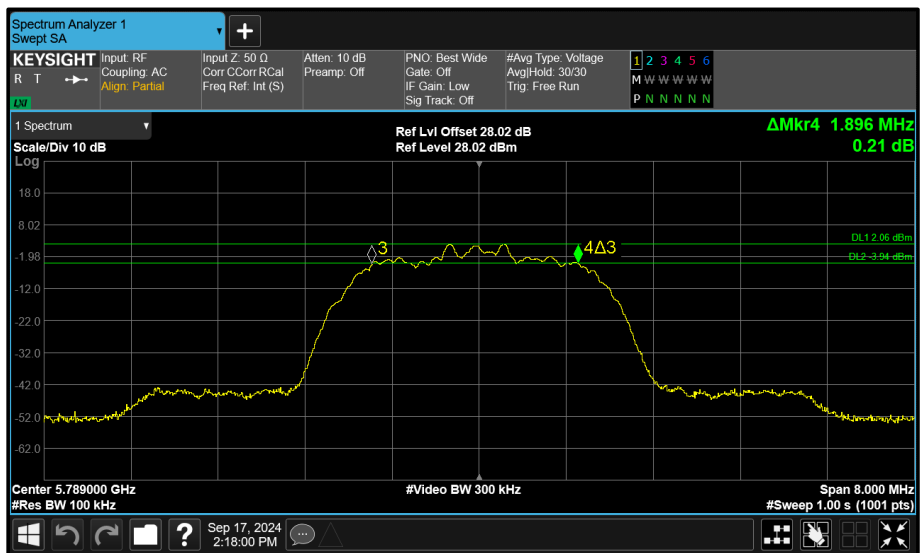 Spectrum Analyzer 1
Swept SA
+
KEYSIGHT
R T
LXI
Input: RF
Coupling: AC
Align: Partial
Input Z: 50 Ω
Corr CCorr RCal
Freq Ref: Int (S)
Atten: 10 dB
Preamp: Off
PNO: Best Wide
Gate: Off
IF Gain: Low
Sig Track: Off
#Avg Type: Voltage
Avg|Hold: 30/30
Trig: Free Run
1 2 3 4 5 6
M W W W W W
P N N N N N
1 Spectrum
Scale/Div 10 dB
Ref Lvl Offset 28.02 dB
Ref Level 28.02 dBm
ΔMkr4 1.896 MHz
0.21 dB
Log
18.0
8.02
-1.98
-12.0
-22.0
-32.0
-42.0
-52.0
-62.0
3
4Δ3
DL1 2.06 dBm
DL2 -3.94 dBm
Center 5.789000 GHz
#Res BW 100 kHz
#Video BW 300 kHz
Span 8.000 MHz
#Sweep 1.00 s (1001 pts)
?
Sep 17, 2024
2:18:00 PM